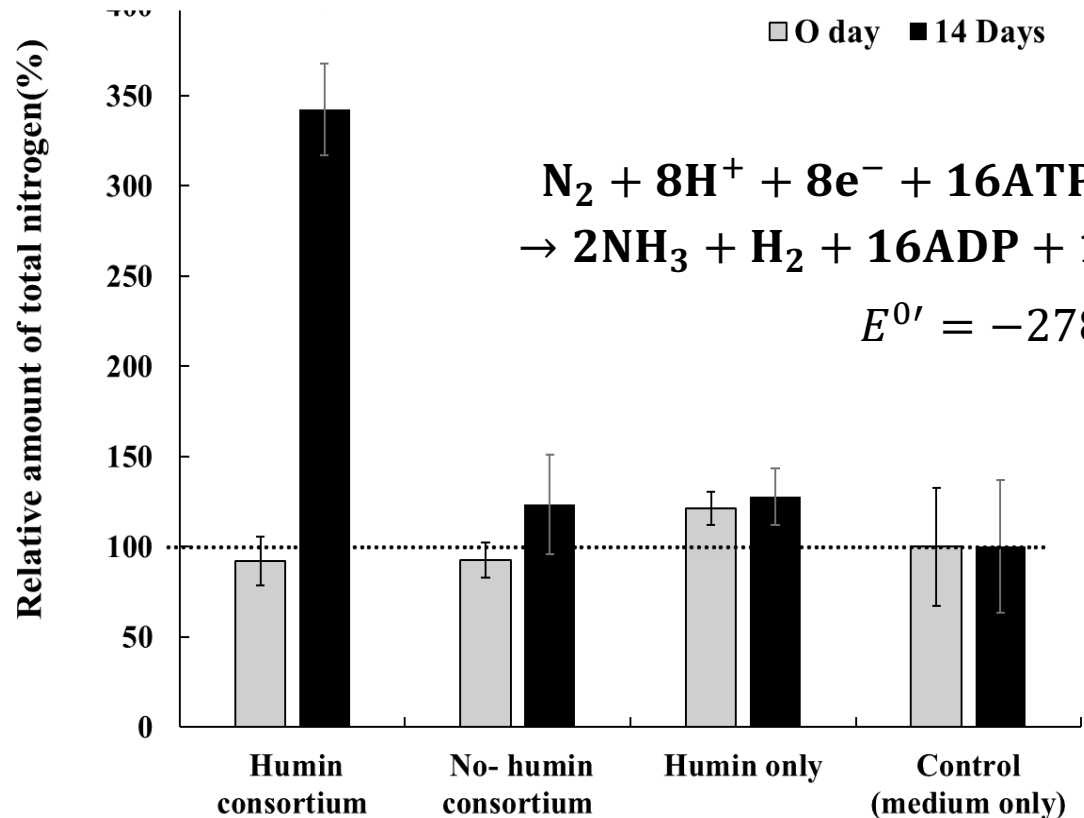 400
O day 14 Days
350
N₂ + 8H⁺ + 8e⁻ + 16ATP
300
→ 2NH₃ + H₂ + 16ADP +
250
E⁰′ = −278
200
150
100
50
0
Relative amount of total nitrogen(%)
Humin consortium
No- humin consortium
Humin only
Control (medium only)